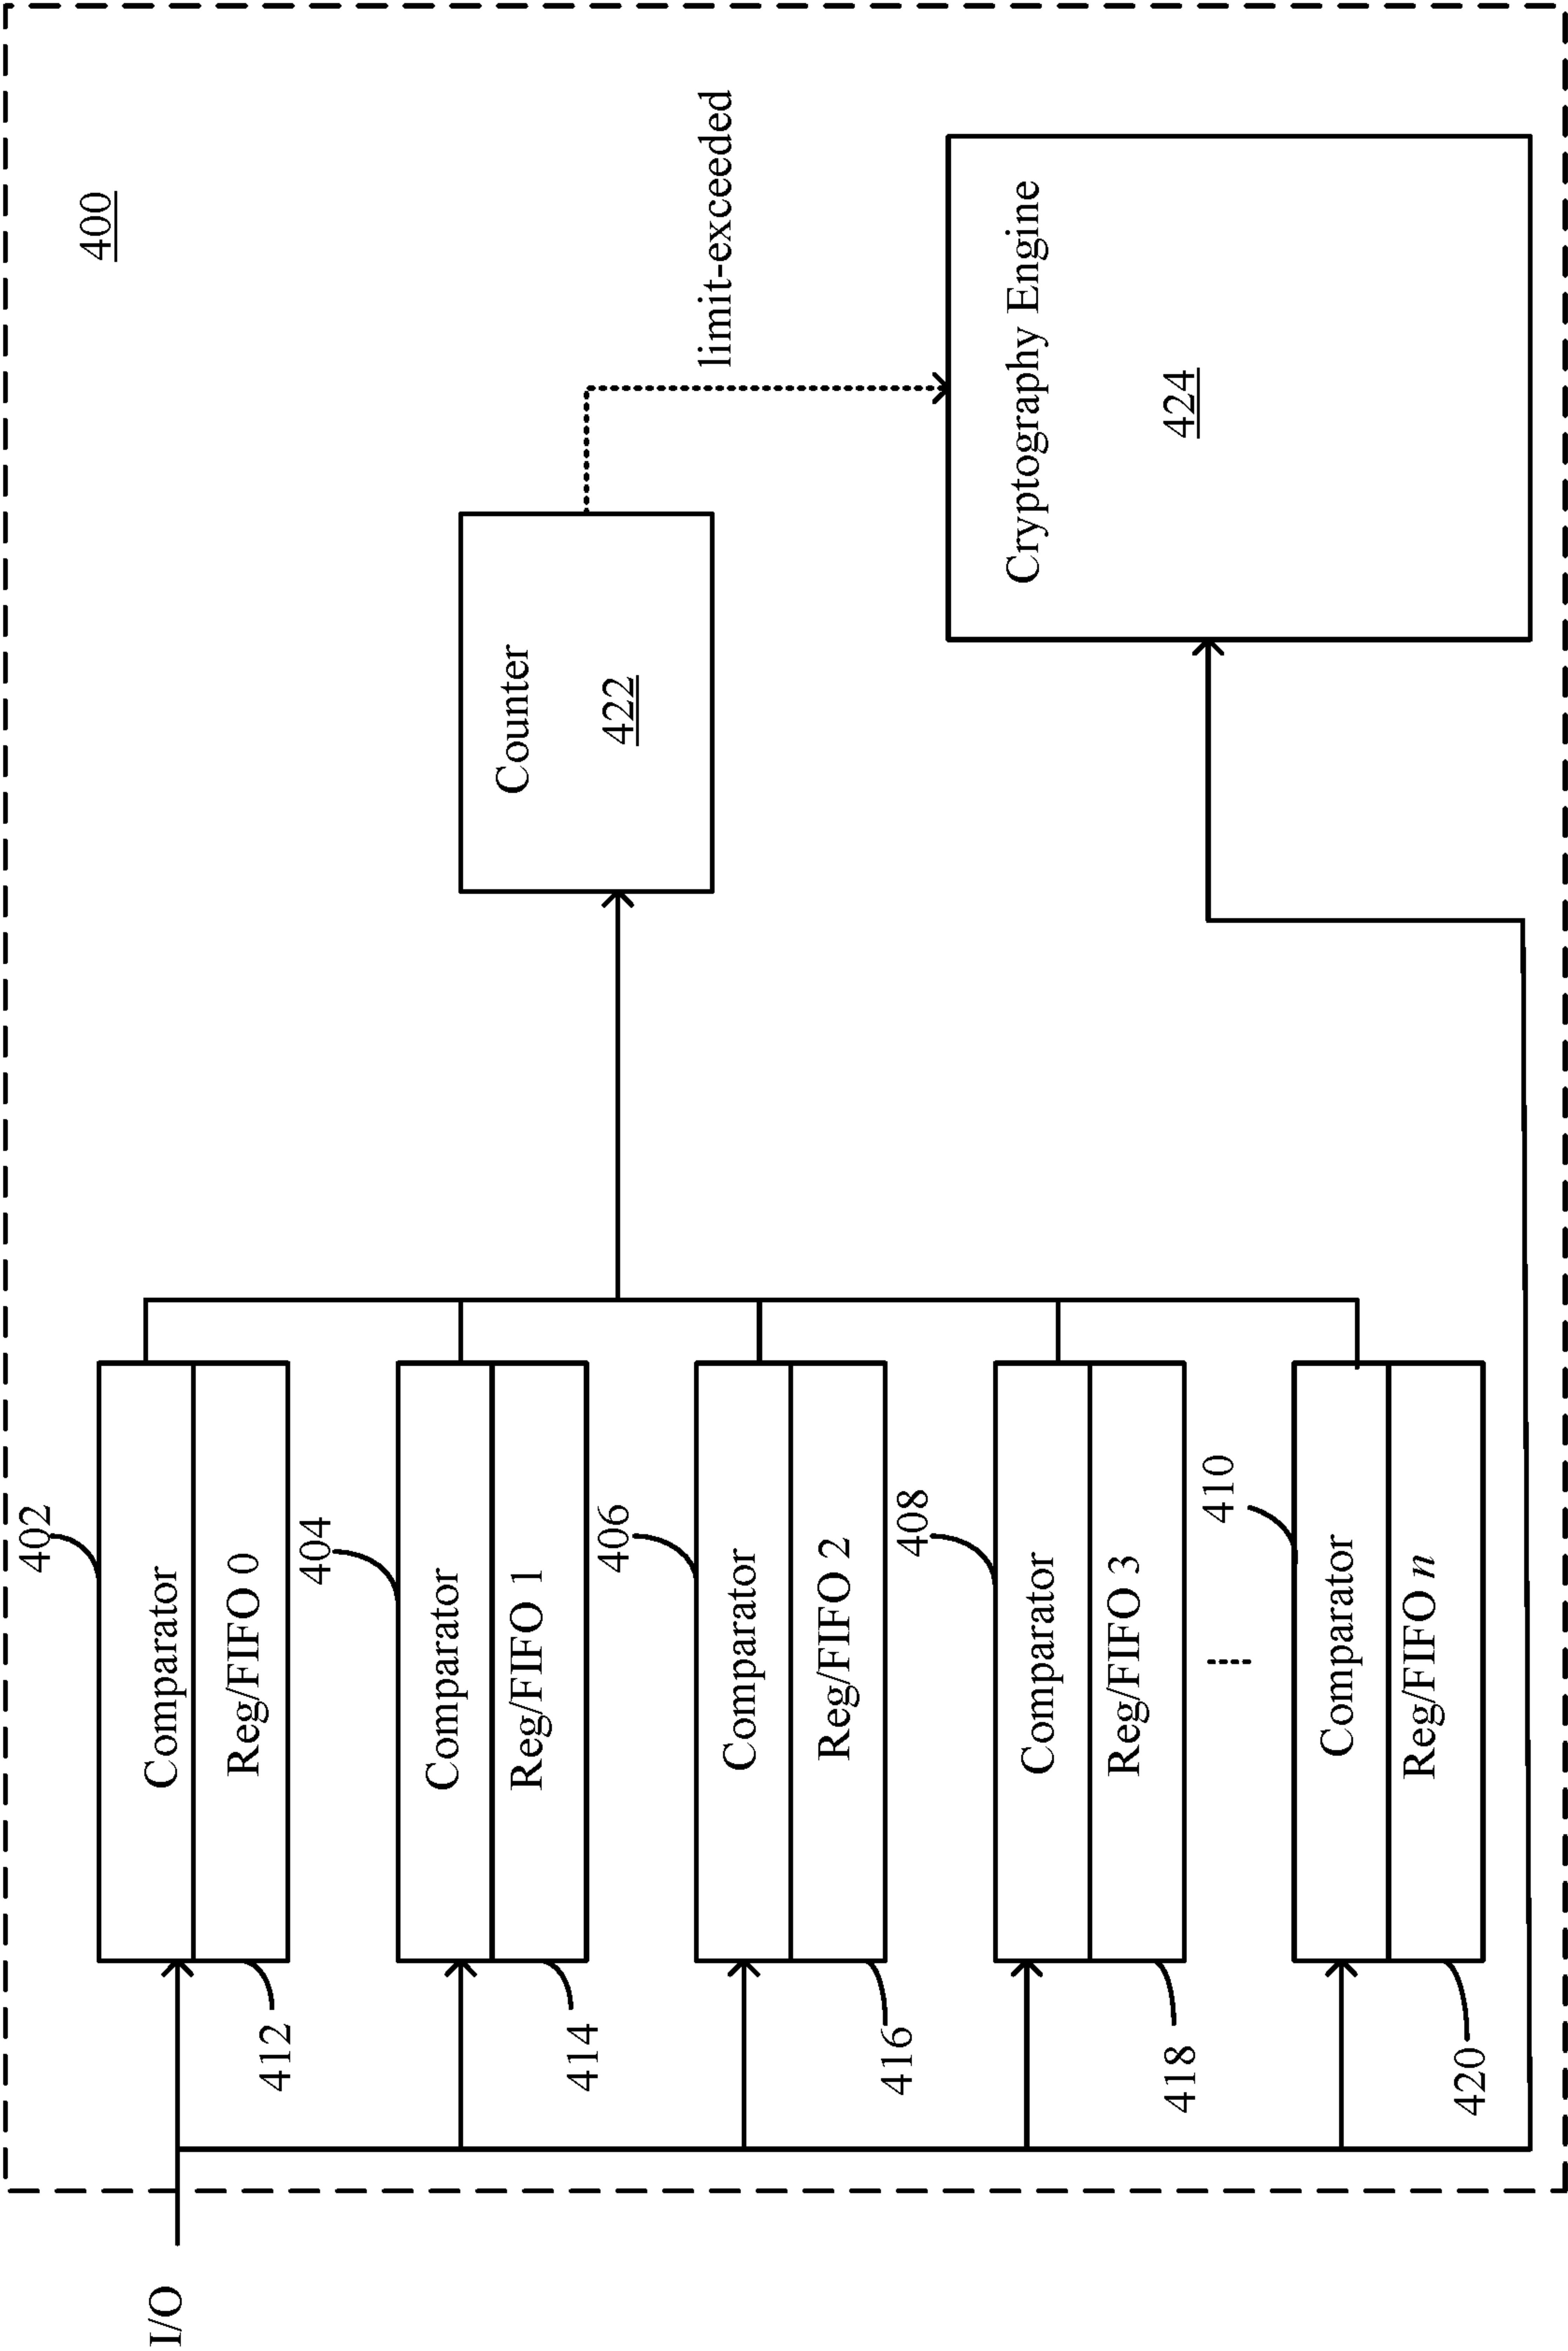 400
I/O
402
Comparator
Reg/FIFO 0
412
404
Comparator
Reg/FIFO 1
414
406
Comparator
Reg/FIFO 2
416
408
Comparator
Reg/FIFO 3
418
410
Comparator
Reg/FIFO n
420
Counter
422
limit-exceeded
Cryptography Engine
424